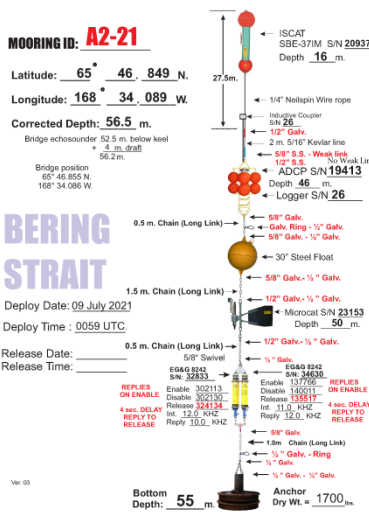 MOORING ID: A2-21
Latitude: 65 ° 46. 849 N.
Longitude: 168 ° 34 .089 W.
Corrected Depth: 56.5 m.
Bridge echosounder 52.5 m. below keel
+ 4 m. draft
56.2m.
Bridge position
65° 46.855 N.
168° 34.086 W.
BERING
STRAIT
Deploy Date: 09 July 2021
Deploy Time : 0059 UTC.
Release Date:
Release Time:
ISCAT
SBE-37IM S/N 20937
Depth 16 m.
27.5m.
1/4" Neilspin Wire rope
Inductive Coupler
S/N 26
1/2" Galv.
2 m. 5/16" Kevlar line
5/8" S.S. - Weak link
1/2" S.S. No Weak Lin
ADCP S/N 19413
Depth 46 m.
Logger S/N 26
5/8" Galv.
0.5 m. Chain (Long Link)
Galv. Ring - ½" Galv.
5/8" Galv. - ½" Galv.
30" Steel Float
5/8" Galv.- ½ " Galv.
1.5 m. Chain (Long Link)
1/2" Galv.- ½ " Galv.
Microcat S/N 23153
Depth 50 m.
1/2" Galv.- ½ " Galv.
0.5 m. Chain (Long Link)
5/8" Swivel
½ " Galv.
EG&G 8242
S/N: 32833
REPLIES
ON ENABLE
4 sec. DELAY
REPLY TO
RELEASE
Enable 302113
Disable 302130
Release 324134
Int. 12.0 KHZ
Reply 10.0 KHZ
EG&G 8242
S/N: 34630
Enable 137766
Disable 140011
Release 135517
Int. 11.0 KHZ
Reply 12.0 KHZ
REPLIES
ON ENABLE
4 sec. DELAY
REPLY TO
RELEASE
5/8" Galv.
1.0m Chain (Long Link)
½ " Galv. - Ring
½ " Galv.
½ " Galv. - ½" Galv.
Ver. 03
Bottom
Depth: 55 m.
Anchor
Dry Wt. = 1700 lbs.